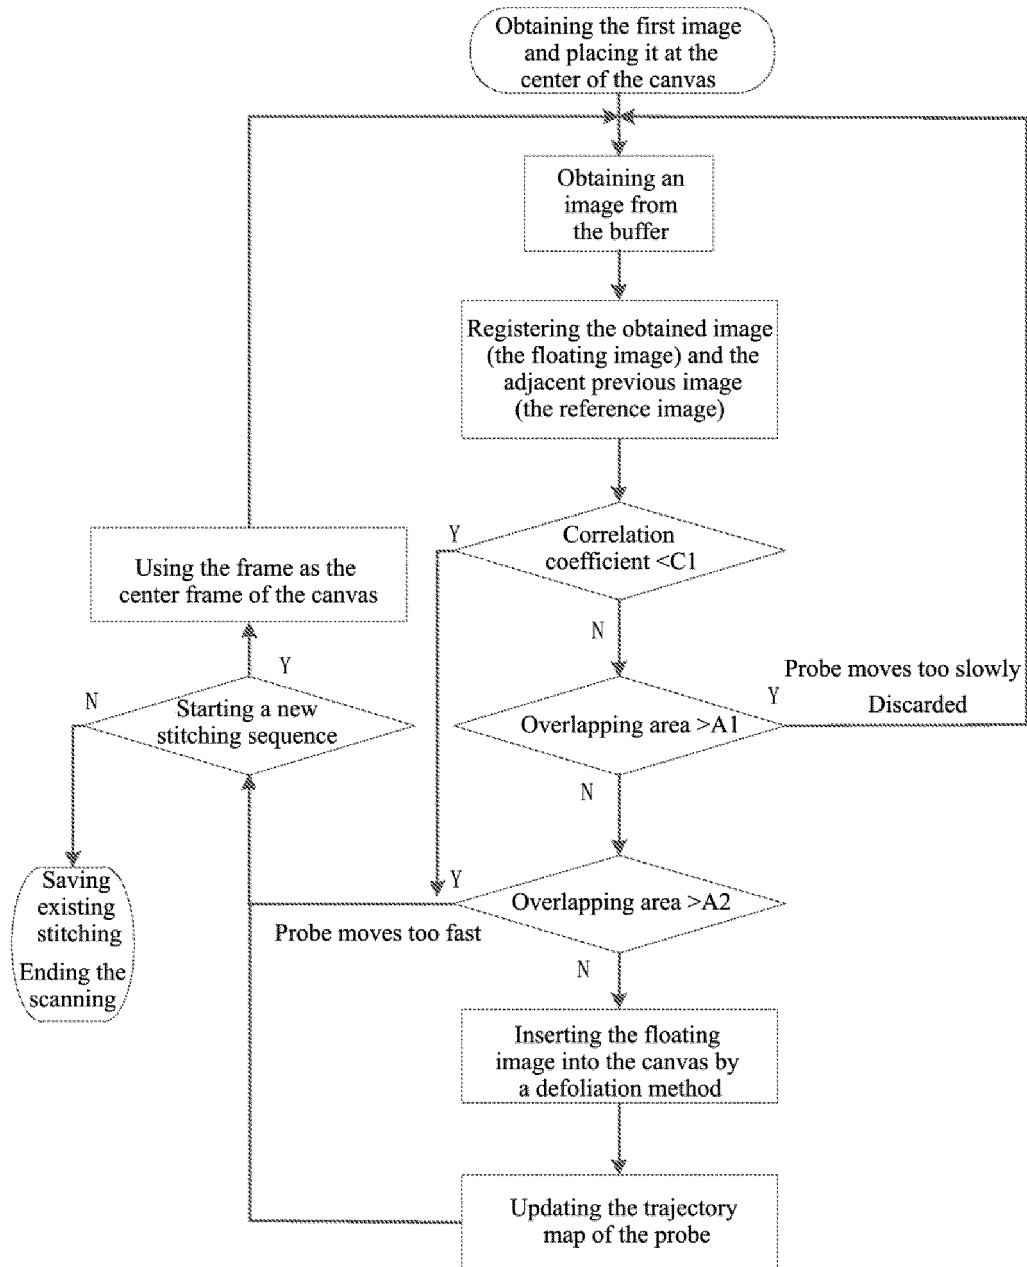 Obtaining the first image
and placing it at the
center of the canvas
Obtaining an
image from
the buffer
Registering the obtained image
(the floating image) and the
adjacent previous image
(the reference image)
Y
Correlation
coefficient <C1
N
Using the frame as the
center frame of the canvas
Y
N
Starting a new
stitching sequence
Probe moves too slowly
Y
Discarded
Overlapping area >A1
N
Y
Overlapping area >A2
Probe moves too fast
N
Saving
existing
stitching
Ending the
scanning
Inserting the floating
image into the canvas by
a defoliation method
Updating the trajectory
map of the probe